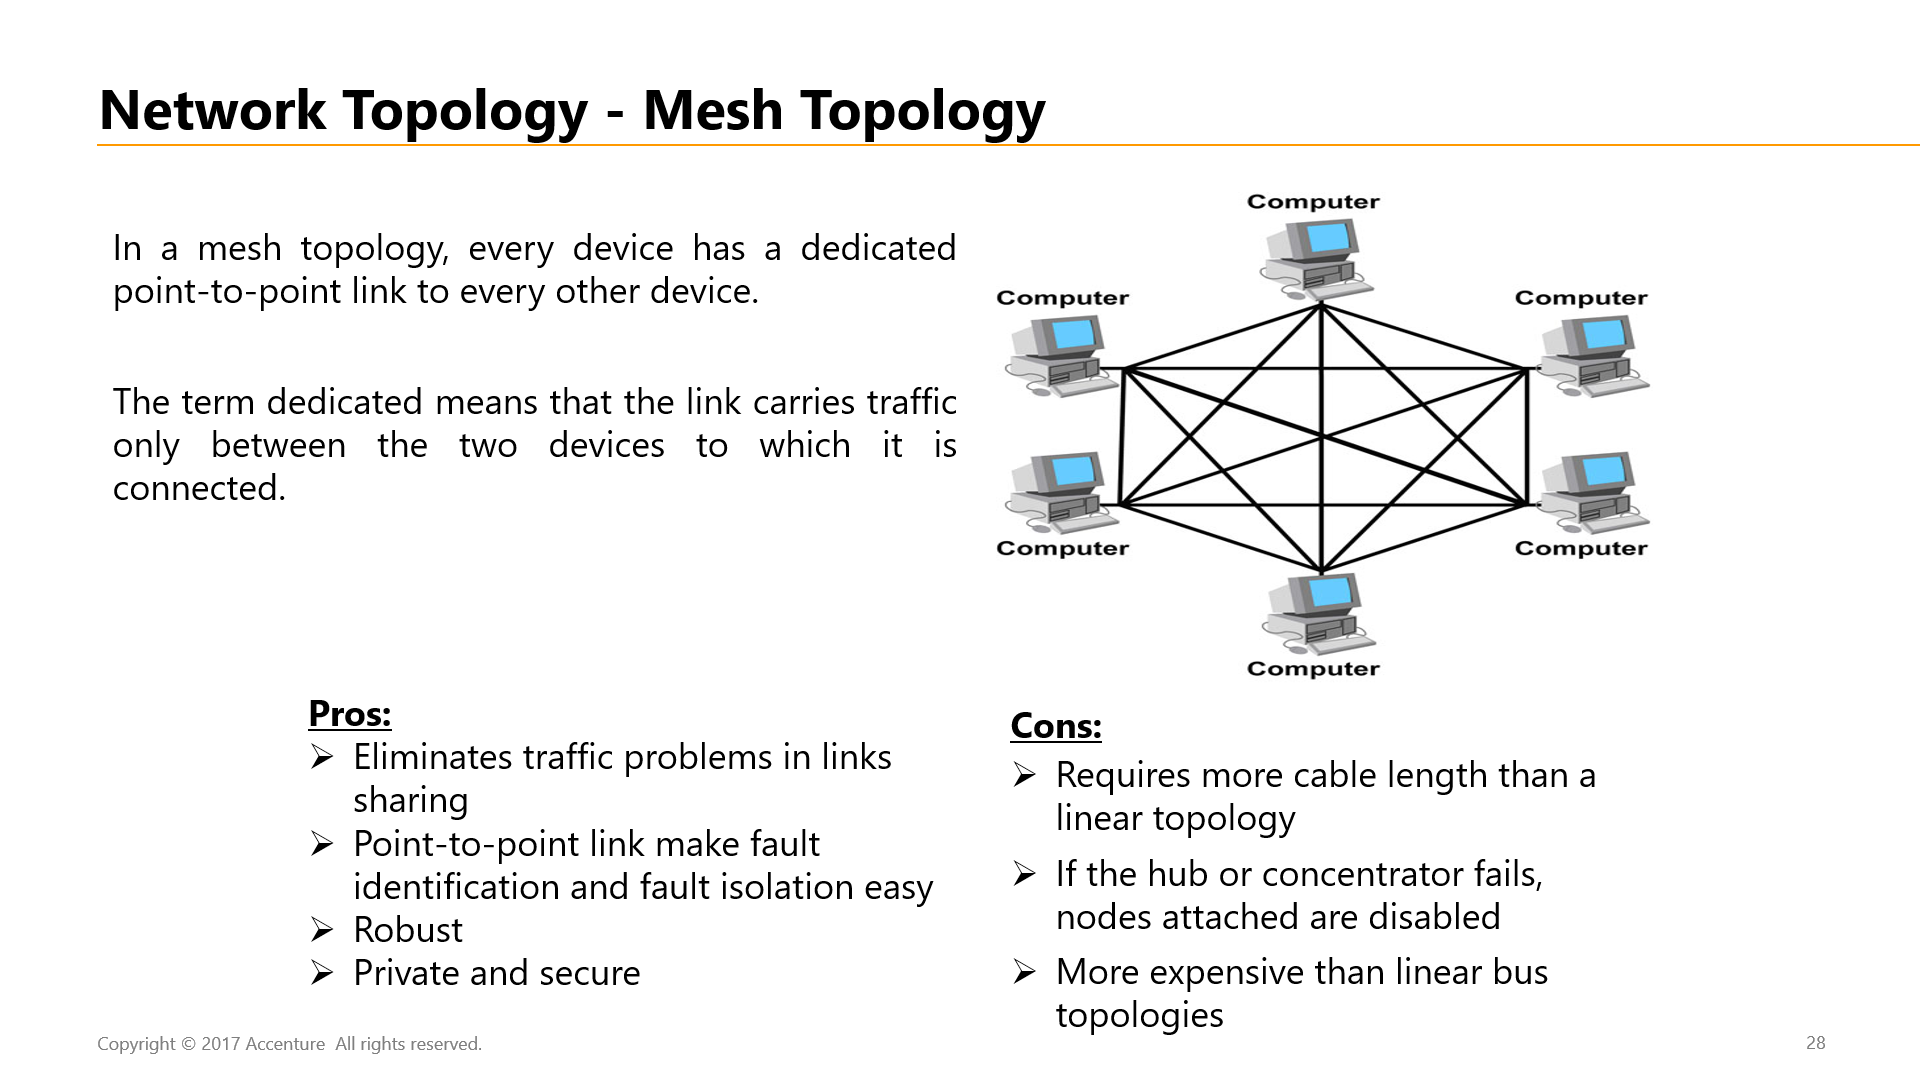 Network Topology - Mesh Topology
In a mesh topology, every device has a dedicated
point-to-point link to every other device.
The term dedicated means that the link carries traffic
only between the two devices to which it is
connected.
Computer
Computer
Computer
Computer
Computer
Computer
Pros:
➢ Eliminates traffic problems in links
sharing
➢ Point-to-point link make fault
identification and fault isolation easy
➢ Robust
➢ Private and secure
Cons:
➢ Requires more cable length than a
linear topology
➢ If the hub or concentrator fails,
nodes attached are disabled
➢ More expensive than linear bus
topologies
Copyright © 2017 Accenture All rights reserved.
28